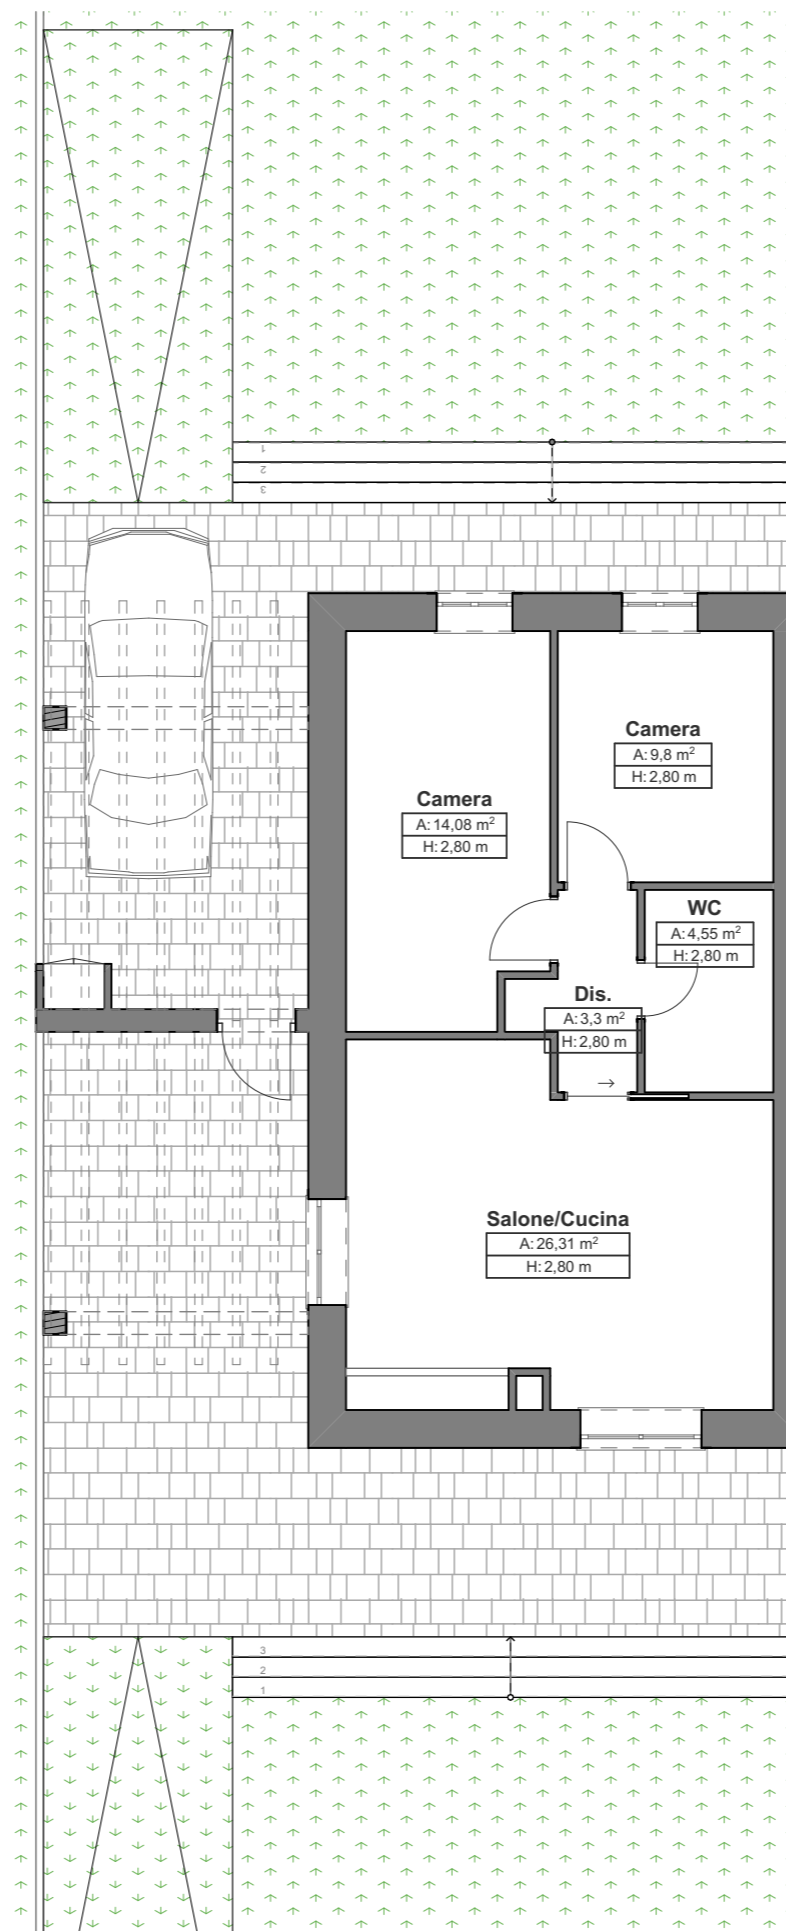 1
2
3
Camera
A: 9,8 m²
H: 2,80 m
Camera
A: 14,08 m²
H: 2,80 m
WC
A: 4,55 m²
H: 2,80 m
Dis.
A: 3,3 m²
H: 2,80 m
Salone/Cucina
A: 26,31 m²
H: 2,80 m
3
2
1